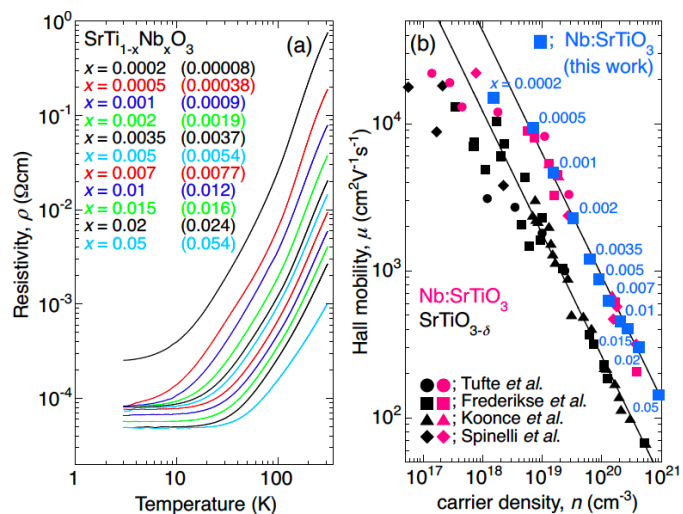 SrTi1-xNbxO3 (a)
x = 0.0002 (0.00008)
x = 0.0005 (0.00038)
x = 0.001 (0.0009)
x = 0.002 (0.0019)
x = 0.0035 (0.0037)
x = 0.005 (0.0054)
x = 0.007 (0.0077)
x = 0.01 (0.012)
x = 0.015 (0.016)
x = 0.02 (0.024)
x = 0.05 (0.054)
Resistivity, ρ (Ωcm)
10^0
10^-1
10^-2
10^-3
10^-4
1 10 100
Temperature (K)
(b)
; Nb:SrTiO3
(this work)
x = 0.0002
0.0005
0.001
0.002
0.0035
0.005
0.007
0.01
0.015
0.02
0.05
Nb:SrTiO3
SrTiO3-δ
; Tufte et al.
; Frederikse et al.
; Koonce et al.
; Spinelli et al.
Hall mobility, μ (cm^2V^-1s^-1)
10^4
10^3
10^2
10^17 10^18 10^19 10^20 10^21
carrier density, n (cm^-3)